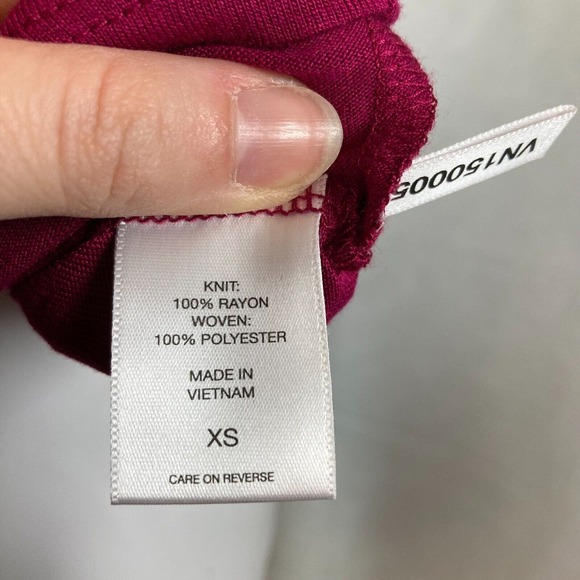 KNIT:
100% RAYON
WOVEN:
100% POLYESTER
MADE IN
VIETNAM
XS
CARE ON REVERSE
VN150005